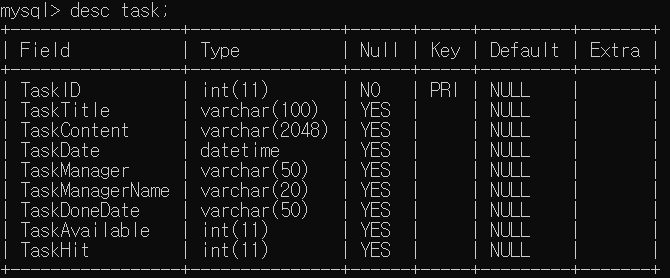 mysql> desc task;
+-----------------+---------------+------+-----+---------+-------+
| Field | Type | Null | Key | Default | Extra |
+-----------------+---------------+------+-----+---------+-------+
| TaskID | int(11) | NO | PRI | NULL | |
| TaskTitle | varchar(100) | YES | | NULL | |
| TaskContent | varchar(2048) | YES | | NULL | |
| TaskDate | datetime | YES | | NULL | |
| TaskManager | varchar(50) | YES | | NULL | |
| TaskManagerName | varchar(20) | YES | | NULL | |
| TaskDoneDate | varchar(50) | YES | | NULL | |
| TaskAvailable | int(11) | YES | | NULL | |
| TaskHit | int(11) | YES | | NULL | |
+-----------------+---------------+------+-----+---------+-------+